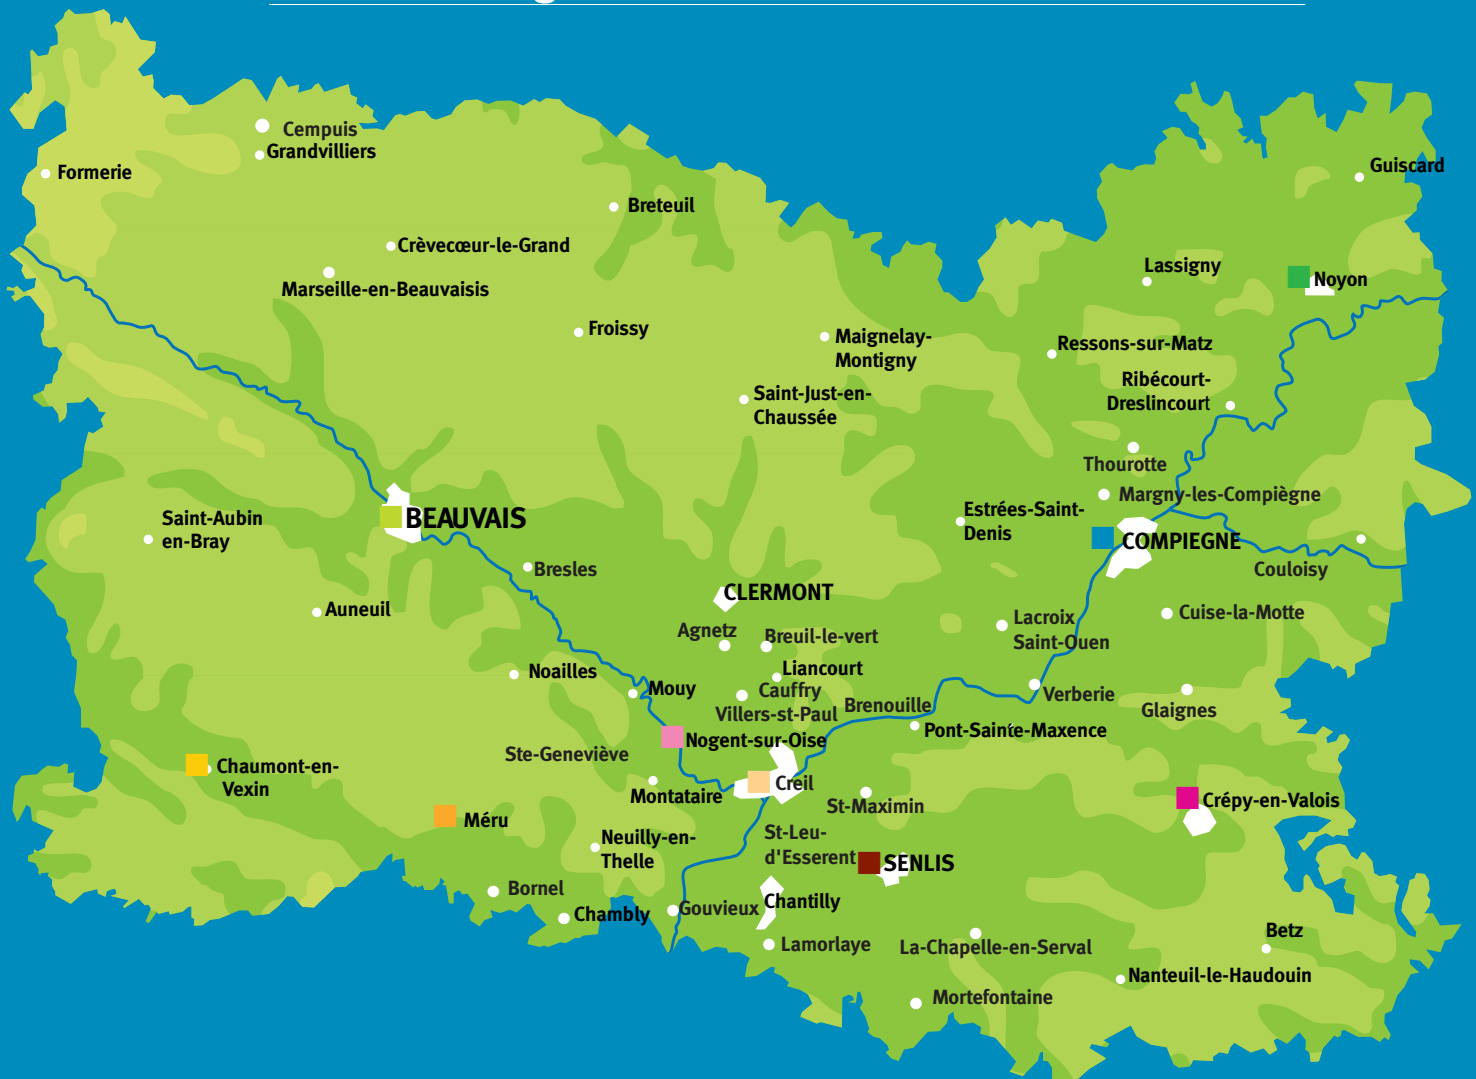 Cempuis
Grandvilliers
Formerie
Guiscard
Breteuil
Crèvecœur-le-Grand
Lassigny
Noyon
Marseille-en-Beauvaisis
Froissy
Maignelay-
Montigny
Ressons-sur-Matz
Ribécourt-
Dreslincourt
Saint-Just-en-
Chaussée
Thourotte
Margny-les-Compiègne
Saint-Aubin
en-Bray
BEAUVAIS
Estrées-Saint-
Denis
COMPIEGNE
Couloisy
Bresles
CLERMONT
Auneuil
Agnetz
Breuil-le-vert
Lacroix
Saint-Ouen
Cuise-la-Motte
Noailles
Liancourt
Mouy
Cauffry
Villers-st-Paul
Brenouille
Verberie
Glaignes
Pont-Sainte-Maxence
Nogent-sur-Oise
Ste-Geneviève
Chaumont-en-
Vexin
Creil
Montataire
St-Maximin
Crépy-en-Valois
Méru
Neuilly-en-
Thelle
St-Leu-
d'Esserent
SENLIS
Bornel
Chambly
Gouvieux
Chantilly
Lamorlaye
La-Chapelle-en-Serval
Betz
Nanteuil-le-Haudouin
Mortefontaine